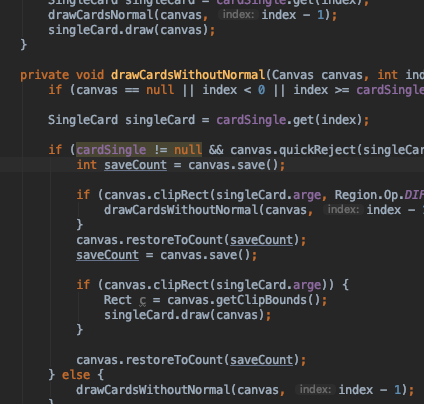 SingleCard singleCard = cardSingle.get(index);
drawCardsNormal(canvas, index: index - 1);
singleCard.draw(canvas);
}
private void drawCardsWithoutNormal(Canvas canvas, int ind
if (canvas == null || index < 0 || index >= cardSingle
SingleCard singleCard = cardSingle.get(index);
if (cardSingle != null && canvas.quickReject(singleCar
int saveCount = canvas.save();
if (canvas.clipRect(singleCard.arge, Region.Op.DIF
drawCardsWithoutNormal(canvas, index: index - 1
}
canvas.restoreToCount(saveCount);
saveCount = canvas.save();
if (canvas.clipRect(singleCard.arge)) {
Rect c = canvas.getClipBounds();
singleCard.draw(canvas);
}
canvas.restoreToCount(saveCount);
} else {
drawCardsWithoutNormal(canvas, index: index - 1);
}